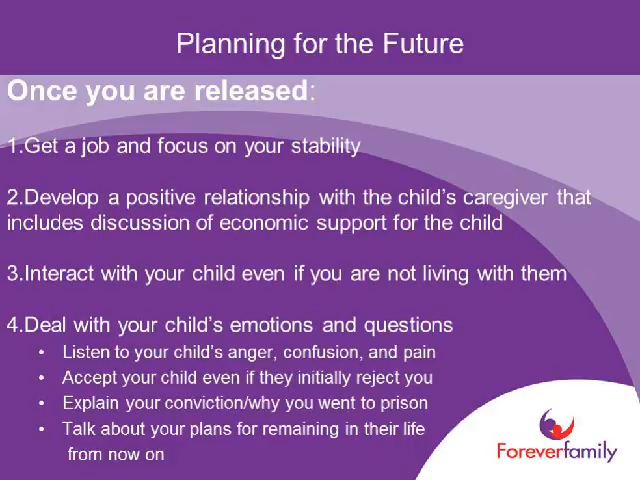 Planning for the Future
Once you are released:
1.Get a job and focus on your stability
2.Develop a positive relationship with the child's caregiver that
includes discussion of economic support for the child
3.Interact with your child even if you are not living with them
4.Deal with your child's emotions and questions
• Listen to your child's anger, confusion, and pain
• Accept your child even if they initially reject you
• Explain your conviction/why you went to prison
• Talk about your plans for remaining in their life
from now on
Foreverfamily